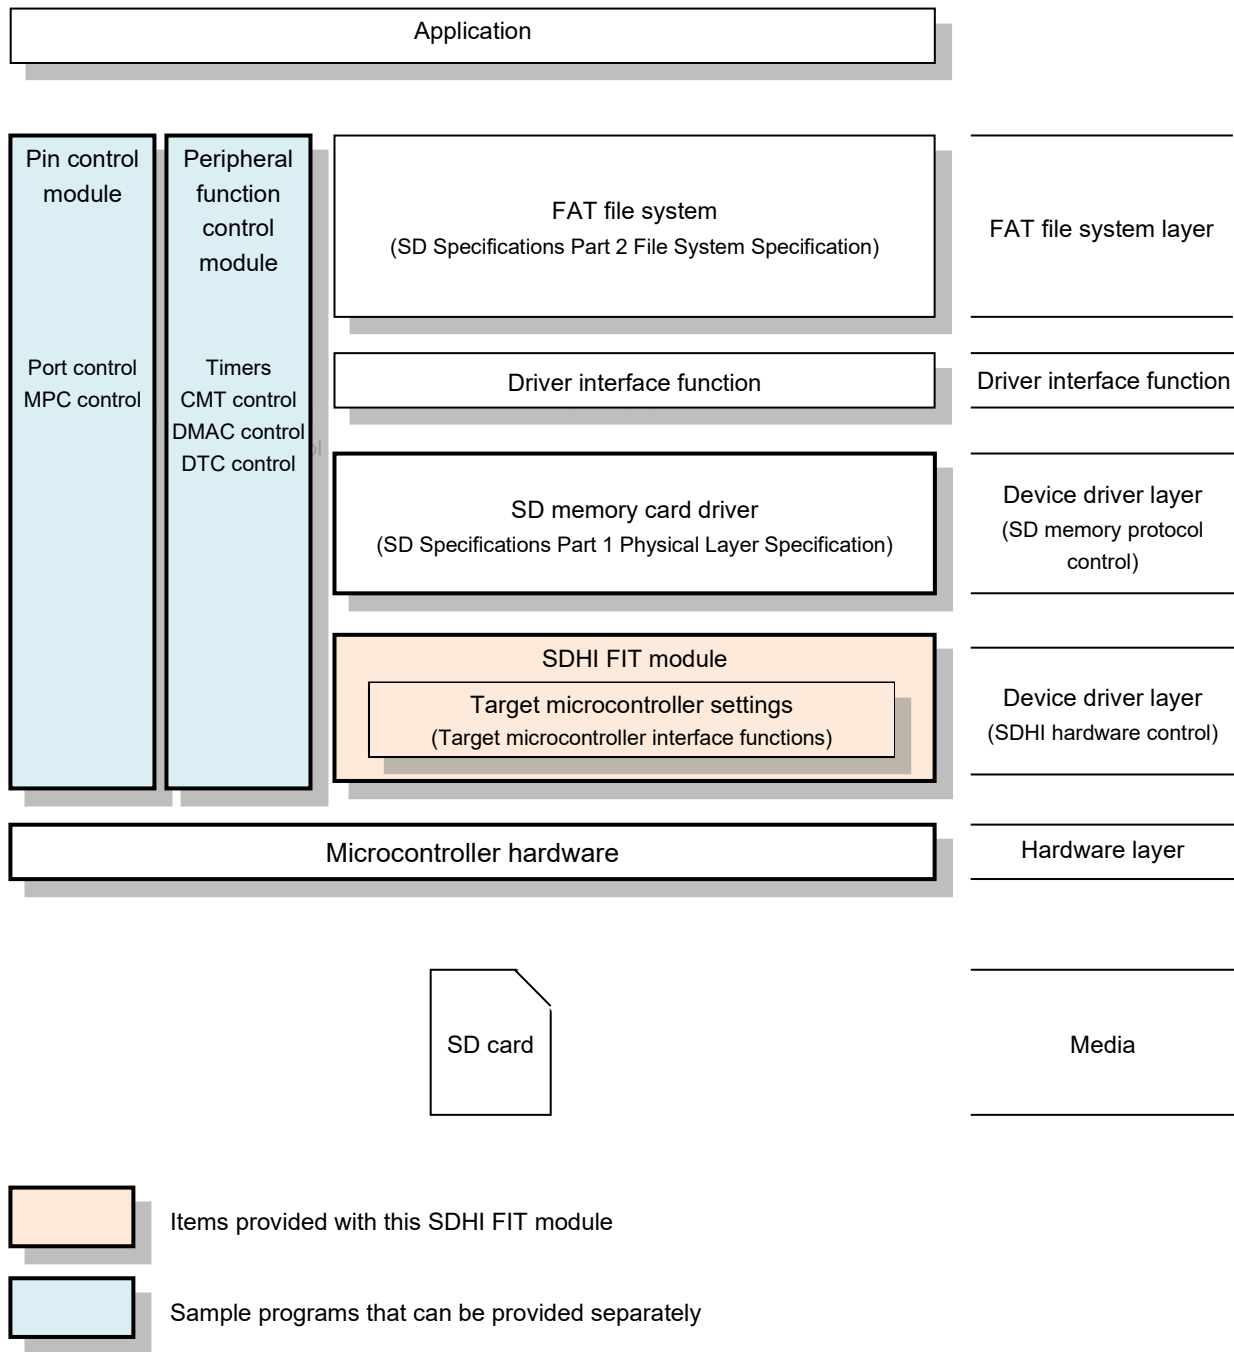 Application
Pin control
module
Port control
MPC control
Peripheral
function
control
module
Timers
CMT control
DMAC control
DTC control
FAT file system
(SD Specifications Part 2 File System Specification)
FAT file system layer
Driver interface function
Driver interface function
SD memory card driver
(SD Specifications Part 1 Physical Layer Specification)
Device driver layer
(SD memory protocol
control)
SDHI FIT module
Target microcontroller settings
(Target microcontroller interface functions)
Device driver layer
(SDHI hardware control)
Microcontroller hardware
Hardware layer
SD card
Media
Items provided with this SDHI FIT module
Sample programs that can be provided separately